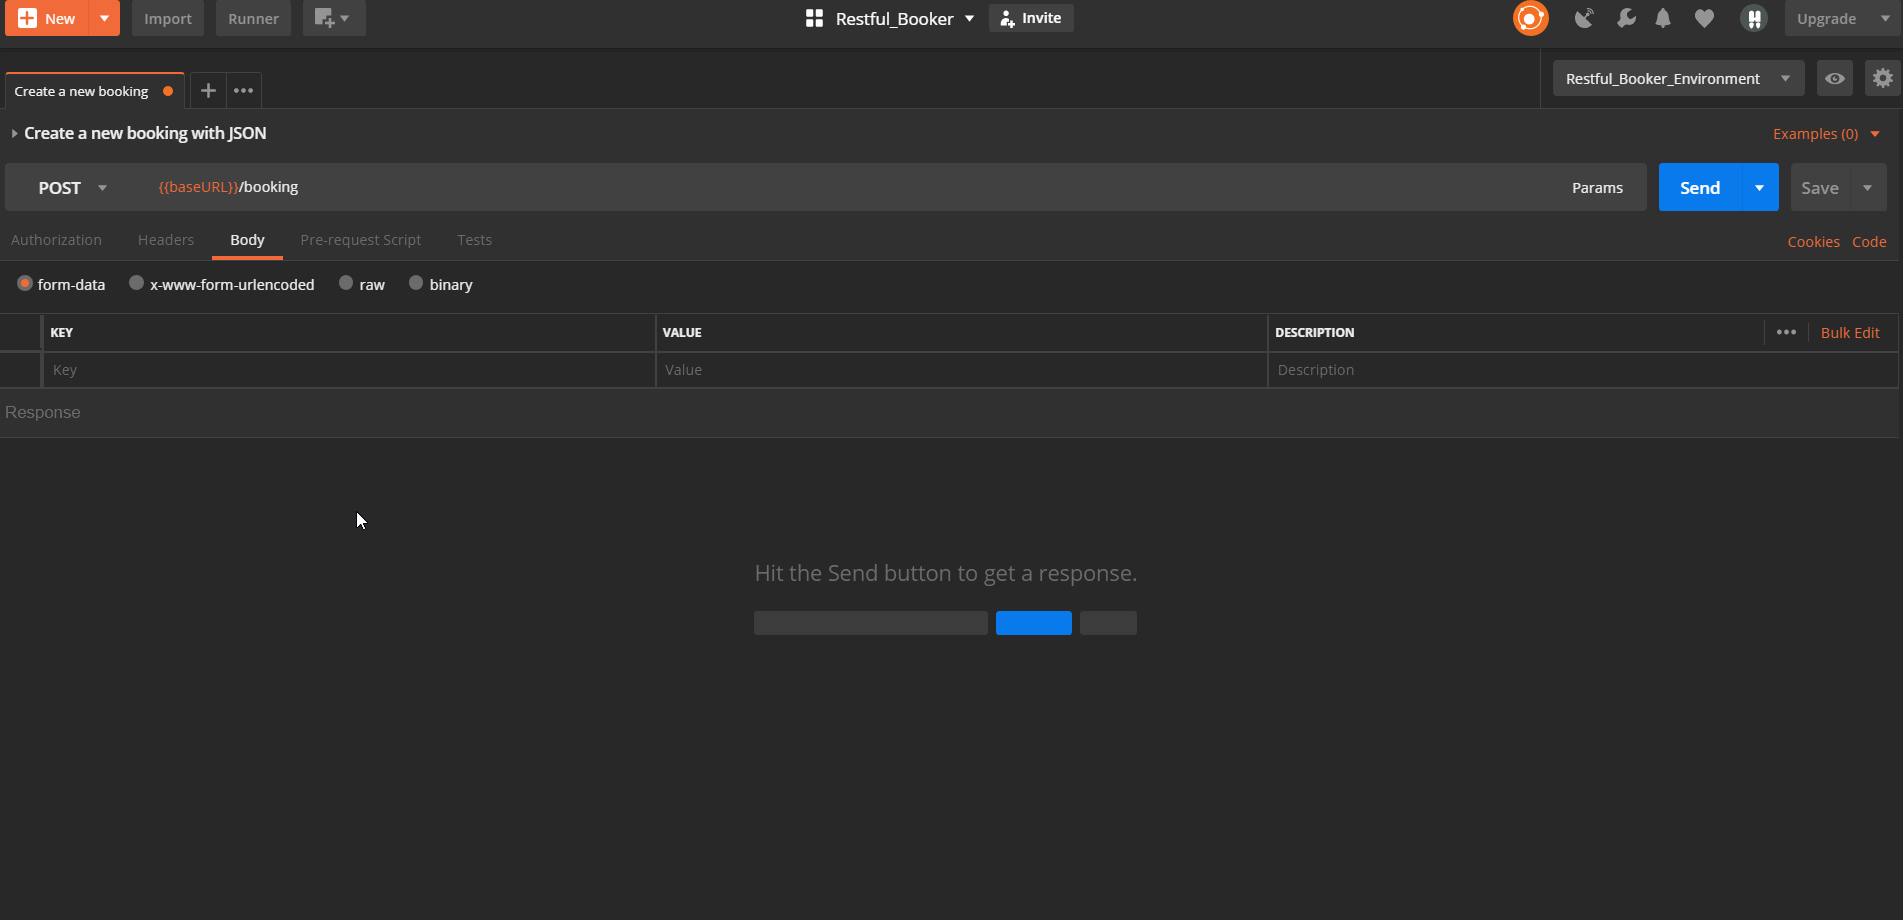 New
Import
Runner
Restful_Booker
Invite
Upgrade
Create a new booking
Restful_Booker_Environment
Create a new booking with JSON
Examples (0)
POST
{{baseURL}}/booking
Params
Send
Save
Authorization
Headers
Body
Pre-request Script
Tests
Cookies
Code
form-data
x-www-form-urlencoded
raw
binary
KEY
VALUE
DESCRIPTION
Bulk Edit
Key
Value
Description
Response
Hit the Send button to get a response.